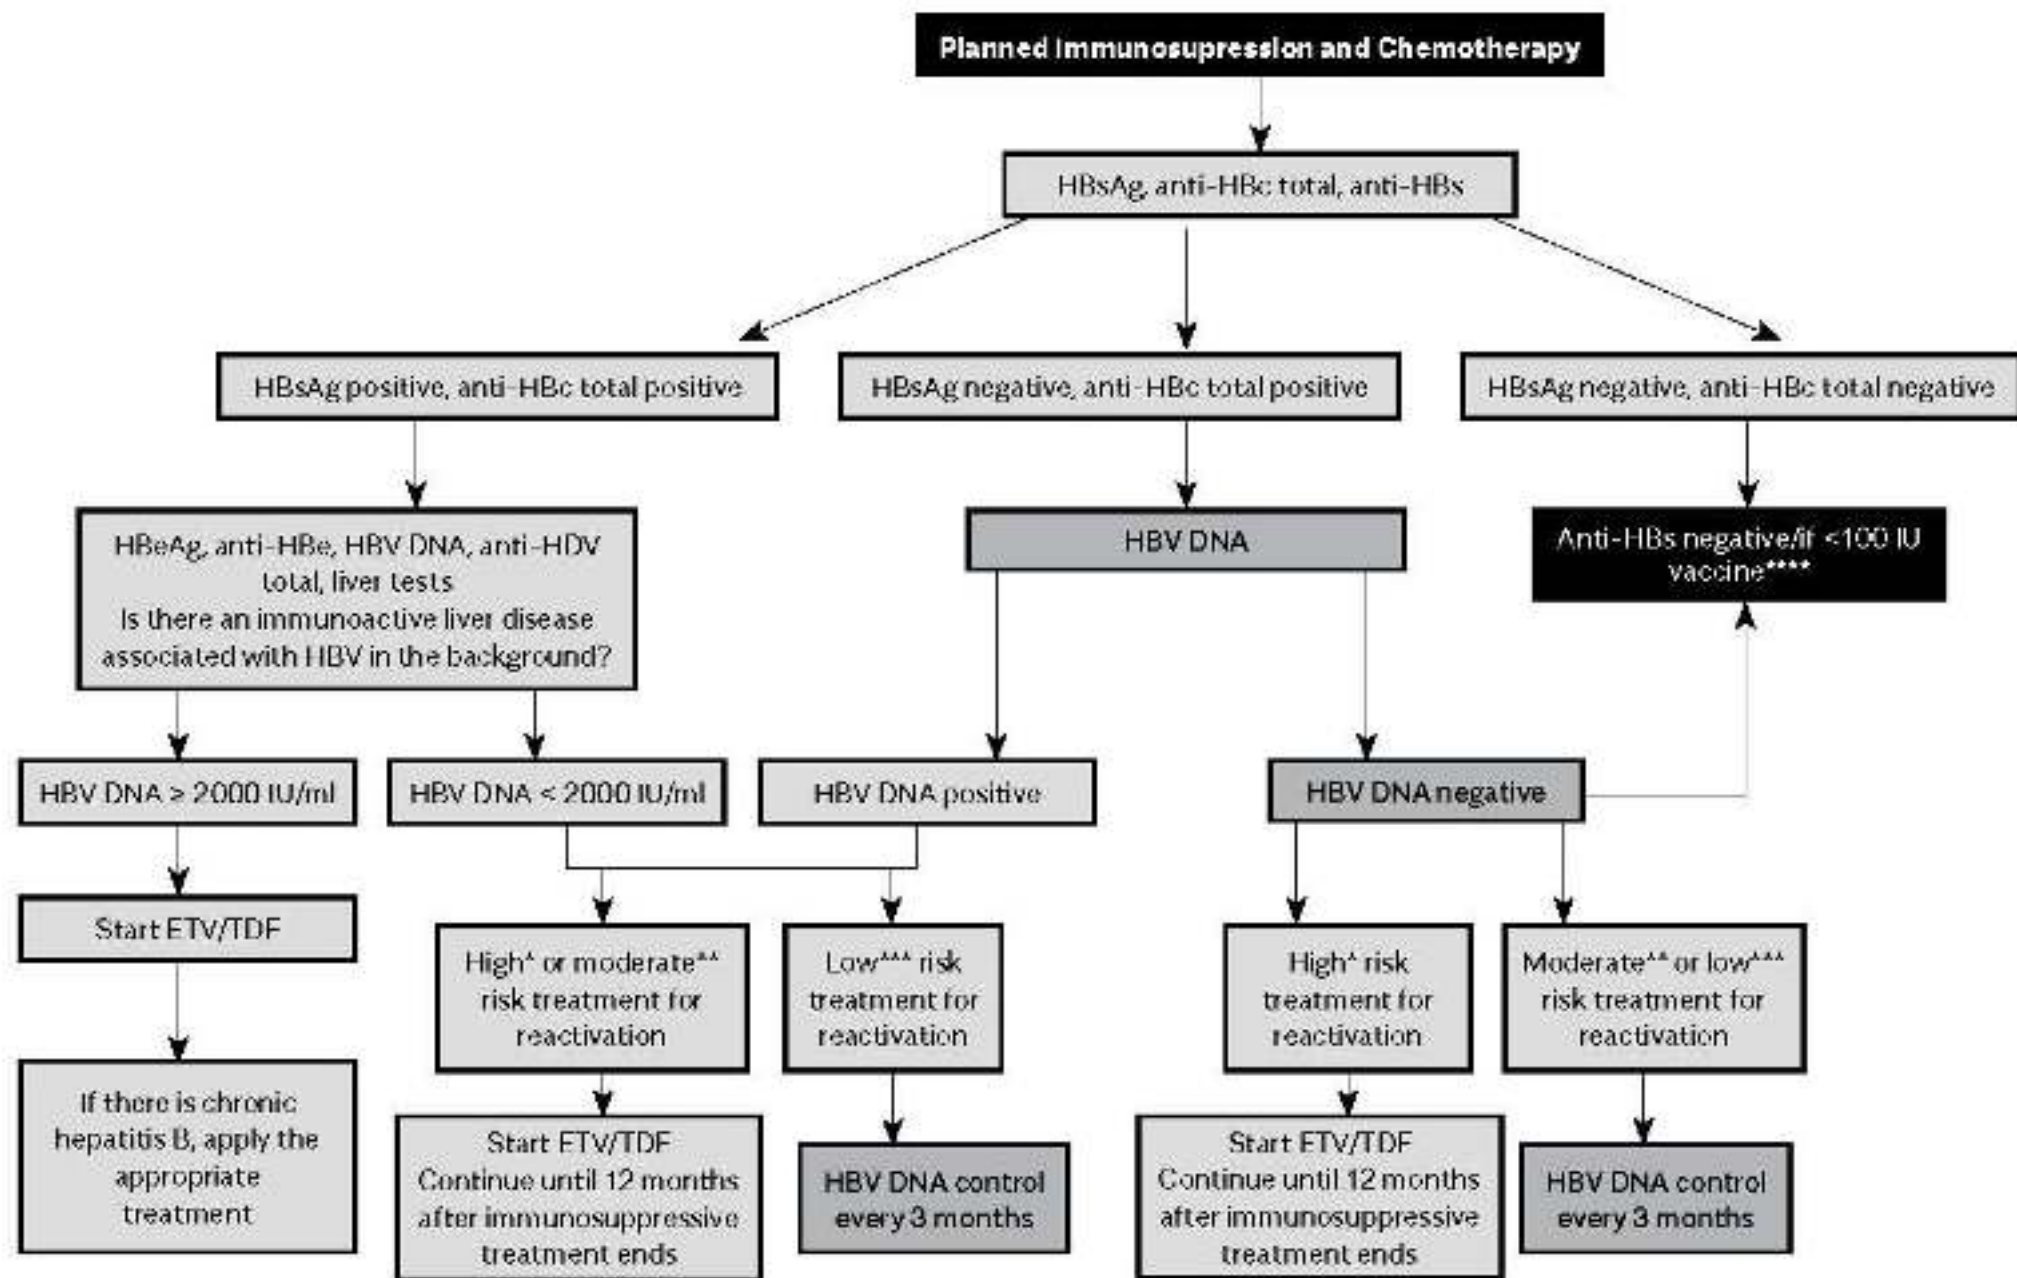 Planned Immunosupression and Chemotherapy
HBsAg, anti-HBc total, anti-HBs
HBsAg positive, anti-HBc total positive
HBsAg negative, anti-HBc total positive
HBsAg negative, anti-HBc total negative
HBeAg, anti-HBe, HBV DNA, anti-HDV
total, liver tests
Is there an immunoactive liver disease
associated with HBV in the background?
HBV DNA
Anti-HBs negative/if <100 IU
vaccine****
HBV DNA ≥ 2000 IU/ml
HBV DNA < 2000 IU/ml
HBV DNA positive
HBV DNA negative
Start ETV/TDF
High* or moderate**
risk treatment for
reactivation
Low*** risk
treatment for
reactivation
High* risk
treatment for
reactivation
Moderate** or low***
risk treatment for
reactivation
If there is chronic
hepatitis B, apply the
appropriate
treatment
Start ETV/TDF
Continue until 12 months
after immunosuppressive
treatment ends
HBV DNA control
every 3 months
Start ETV/TDF
Continue until 12 months
after immunosuppressive
treatment ends
HBV DNA control
every 3 months